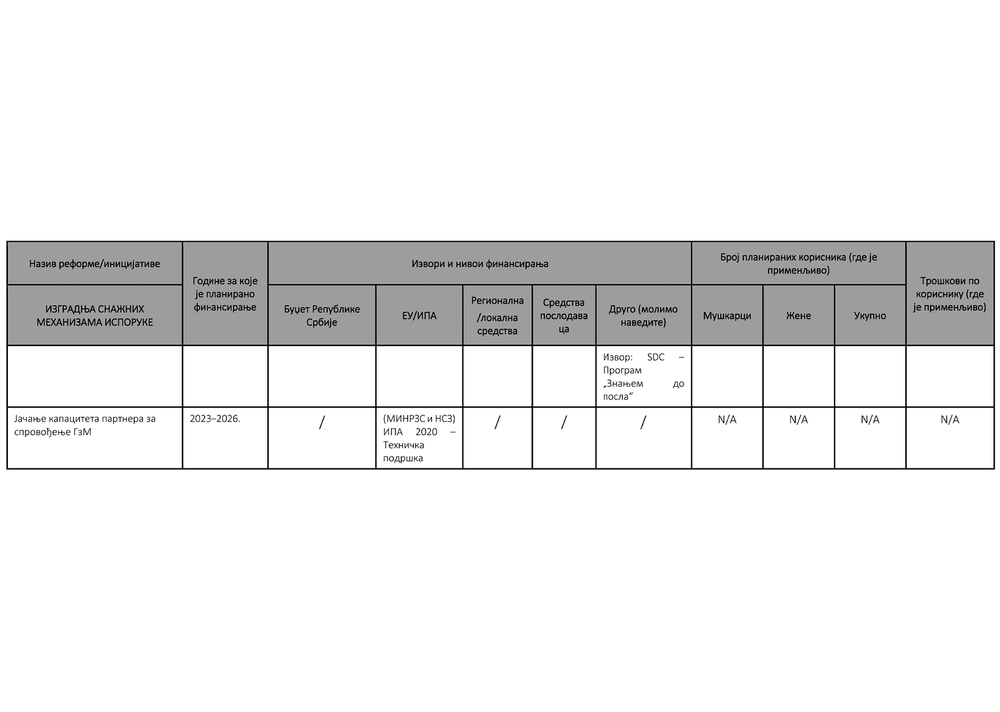 Назив реформе/иницијативе
Године за које
је планирано
финансирање
Извори и нивои финансирања
Број планираних корисника (где је
применљиво)
Трошкови по
кориснику (где
је применљиво)
ИЗГРАДЊА СНАЖНИХ
МЕХАНИЗАМА ИСПОРУКЕ
Буџет Републике
Србије
ЕУ/ИПА
Регионална
/локална
средства
Средства
послодава
ца
Друго (молимо
наведите)
Мушкарци
Жене
Укупно
Извор: SDC –
Програм
„Знањем до
посла“
Јачање капацитета партнера за
спровођење ГзМ
2023–2026.
/
(МИНРЗС и НСЗ)
ИПА 2020 –
Техничка
подршка
/
/
/
N/A
N/A
N/A
N/A